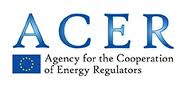 ACER
Agency for the Cooperation
of Energy Regulators